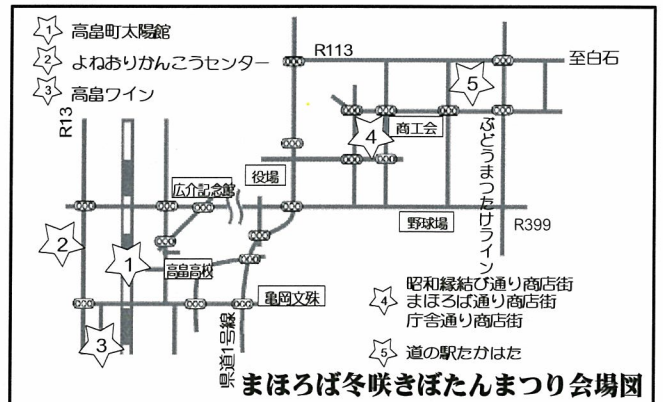 1 高畠町太陽館
2 よねおりかんこうセンター
3 高畠ワイン
R113
至白石
5
R13
4
商工会
ぶどうまつたけライン
役場
広介記念館
野球場
R399
2
1
高畠高校
亀岡文殊
3
県道1号線
4 昭和縁結び通り商店街
まほろば通り商店街
庁舎通り商店街
5 道の駅たかはた
まほろば冬咲きぼたんまつり会場図